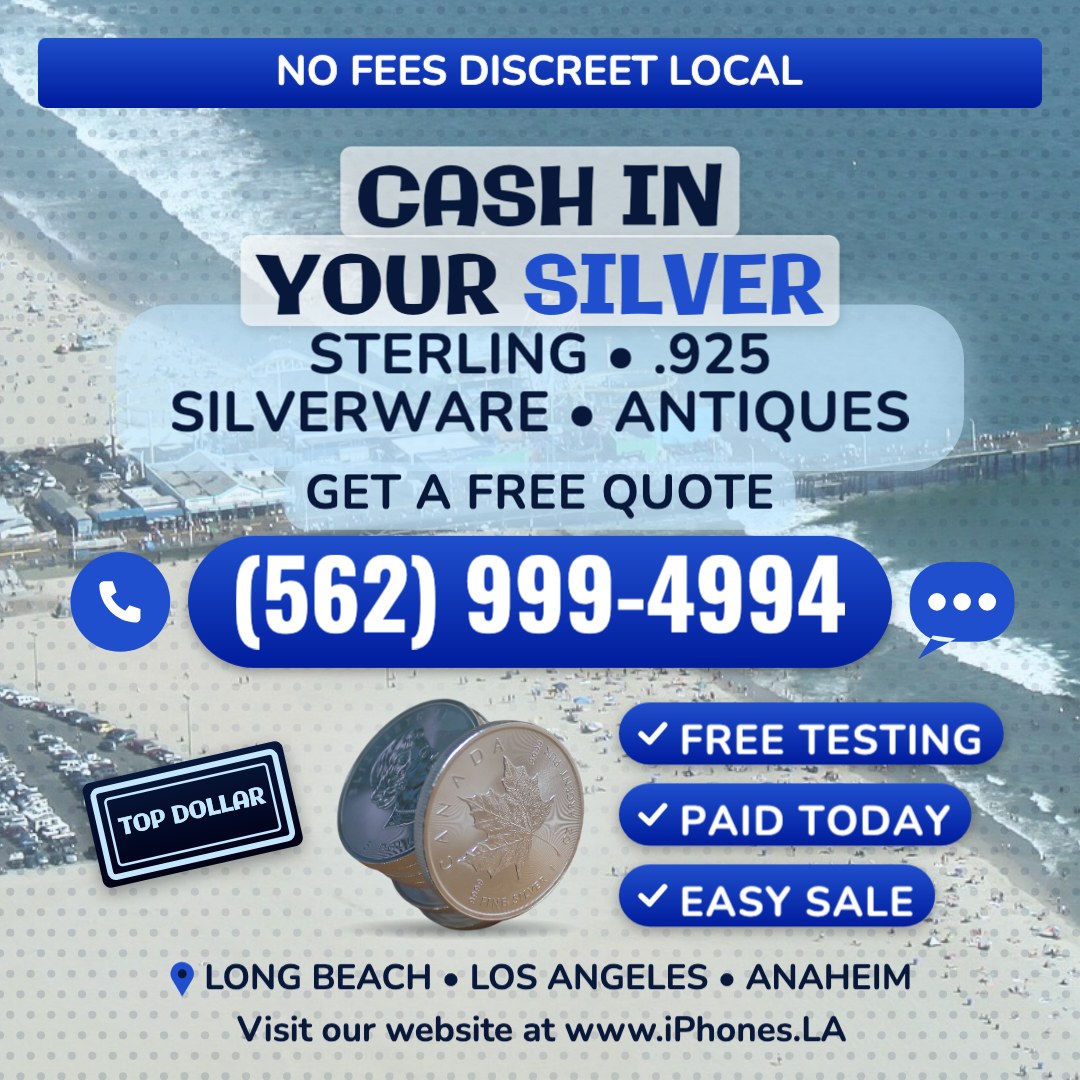 NO FEES DISCREET LOCAL
CASH IN
YOUR SILVER
STERLING • .925
SILVERWARE • ANTIQUES
GET A FREE QUOTE
(562) 999-4994
TOP DOLLAR
CANADA
FINE SILVER
✓ FREE TESTING
✓ PAID TODAY
✓ EASY SALE
LONG BEACH • LOS ANGELES • ANAHEIM
Visit our website at www.iPhones.LA